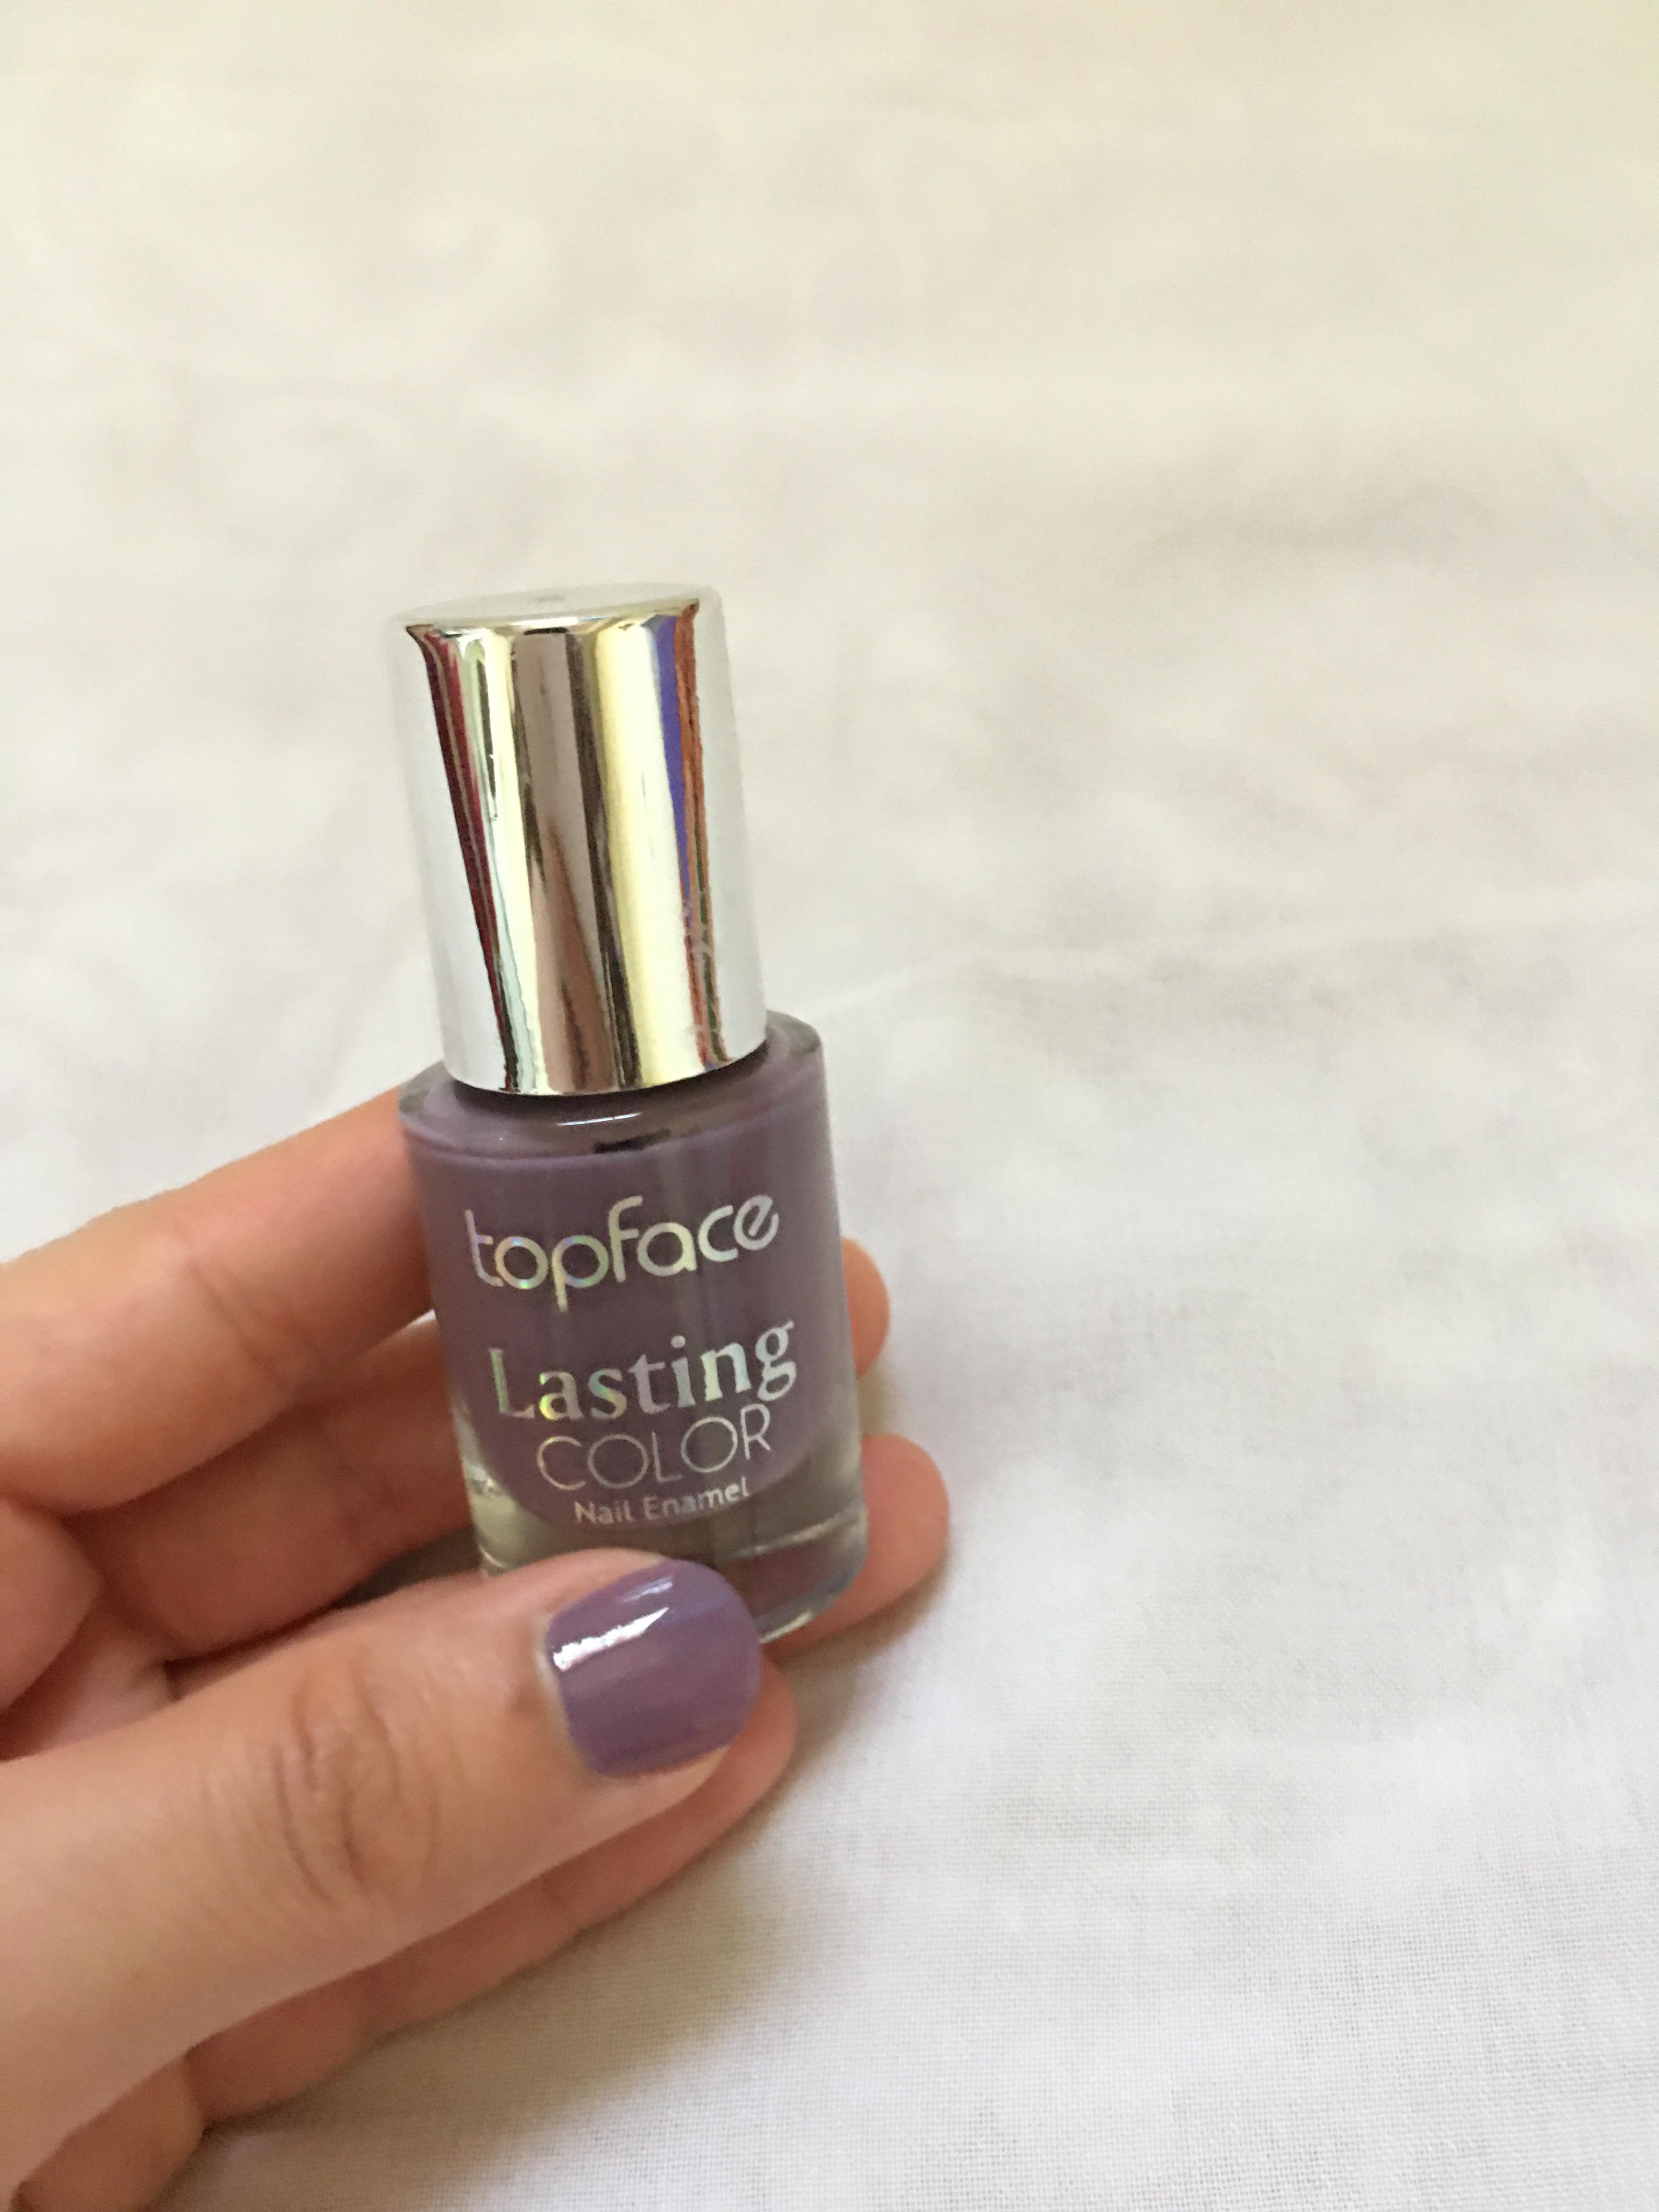 topface
Lasting
COLOR
Nail Enamel